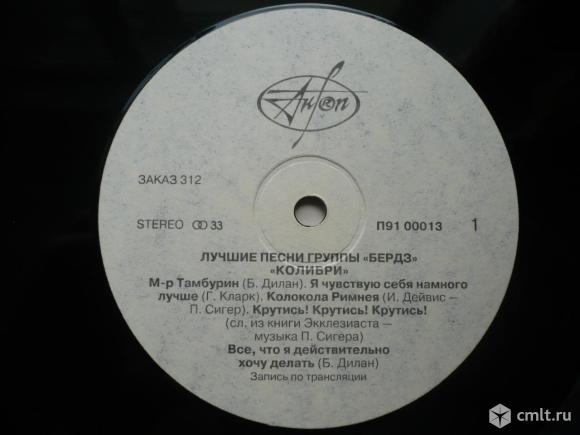 АнТроп
ЗАКАЗ 312
STEREO 33 П91 00013 1
ЛУЧШИЕ ПЕСНИ ГРУППЫ «БЕРДЗ»
«КОЛИБРИ»
М-р Тамбурин (Б. Дилан). Я чувствую себя намного
лучше (Г. Кларк). Колокола Римнея (И. Дейвис –
П. Сигер). Крутись! Крутись! Крутись!
(сл. из книги Экклезиаста –
музыка П. Сигера)
Все, что я действительно
хочу делать (Б. Дилан)
Запись по трансляции
cmlt.ru